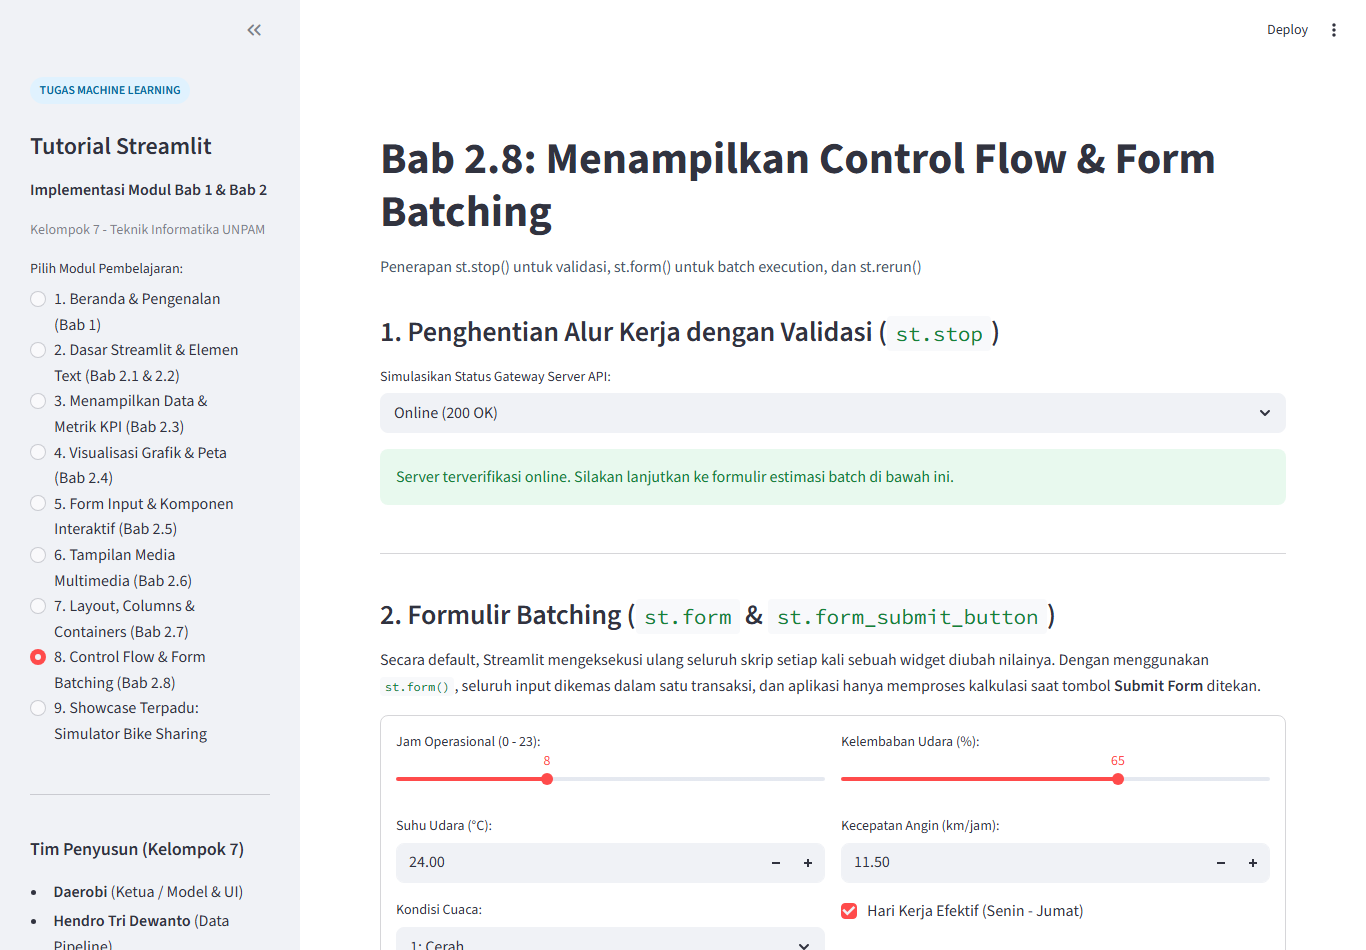 TUGAS MACHINE LEARNING
Tutorial Streamlit
Implementasi Modul Bab 1 & Bab 2
Kelompok 7 - Teknik Informatika UNPAM
Pilih Modul Pembelajaran:
1. Beranda & Pengenalan
(Bab 1)
2. Dasar Streamlit & Elemen
Text (Bab 2.1 & 2.2)
3. Menampilkan Data &
Metrik KPI (Bab 2.3)
4. Visualisasi Grafik & Peta
(Bab 2.4)
5. Form Input & Komponen
Interaktif (Bab 2.5)
6. Tampilan Media
Multimedia (Bab 2.6)
7. Layout, Columns &
Containers (Bab 2.7)
8. Control Flow & Form
Batching (Bab 2.8)
9. Showcase Terpadu:
Simulator Bike Sharing
Tim Penyusun (Kelompok 7)
• Daerobi (Ketua / Model & UI)
• Hendro Tri Dewanto (Data
Pipeline)
Deploy
Bab 2.8: Menampilkan Control Flow & Form
Batching
Penerapan st.stop() untuk validasi, st.form() untuk batch execution, dan st.rerun()
1. Penghentian Alur Kerja dengan Validasi ( st.stop )
Simulasikan Status Gateway Server API:
Online (200 OK)
Server terverifikasi online. Silakan lanjutkan ke formulir estimasi batch di bawah ini.
2. Formulir Batching ( st.form & st.form_submit_button )
Secara default, Streamlit mengeksekusi ulang seluruh skrip setiap kali sebuah widget diubah nilainya. Dengan menggunakan
st.form() , seluruh input dikemas dalam satu transaksi, dan aplikasi hanya memproses kalkulasi saat tombol Submit Form ditekan.
Jam Operasional (0 - 23):
8
Kelembaban Udara (%):
65
Suhu Udara (°C):
24.00
Kecepatan Angin (km/jam):
11.50
Kondisi Cuaca:
1: Cerah
Hari Kerja Efektif (Senin - Jumat)